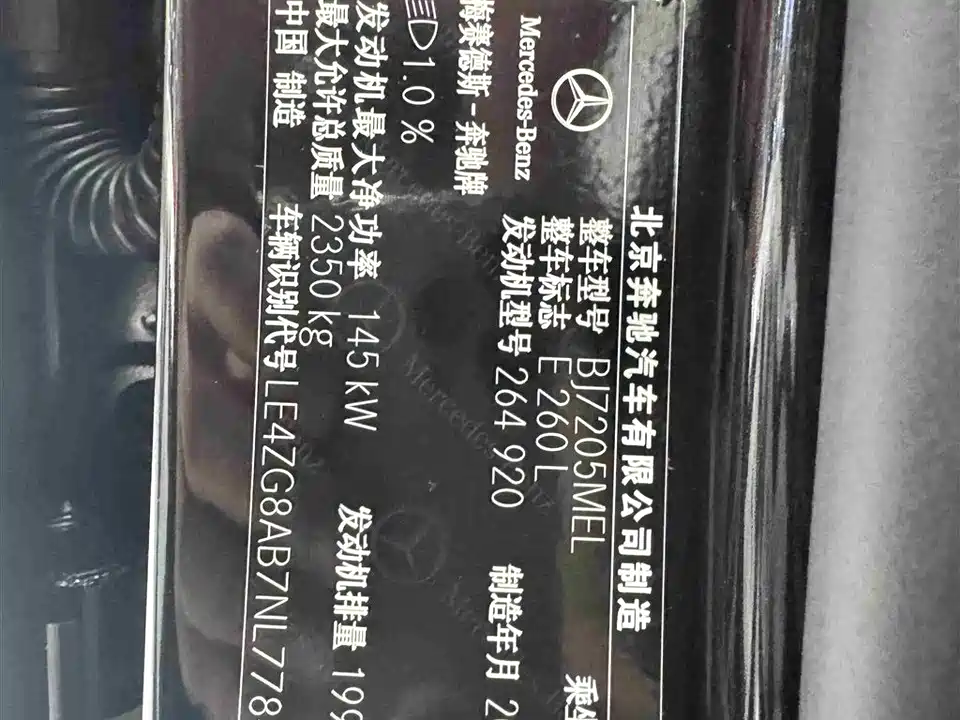 北京奔驰汽车有限公司制造
Mercedes-Benz
整车型号 BJ7205MEL
整车标志 E 260 L
发动机型号 264 920
制造年月
梅赛德斯-奔驰牌
1.0 %
发动机最大净功率 145 kW
发动机排量 199
最大允许总质量 2350 kg
中国 制造
车辆识别代号 LE4ZG8AB7NL778